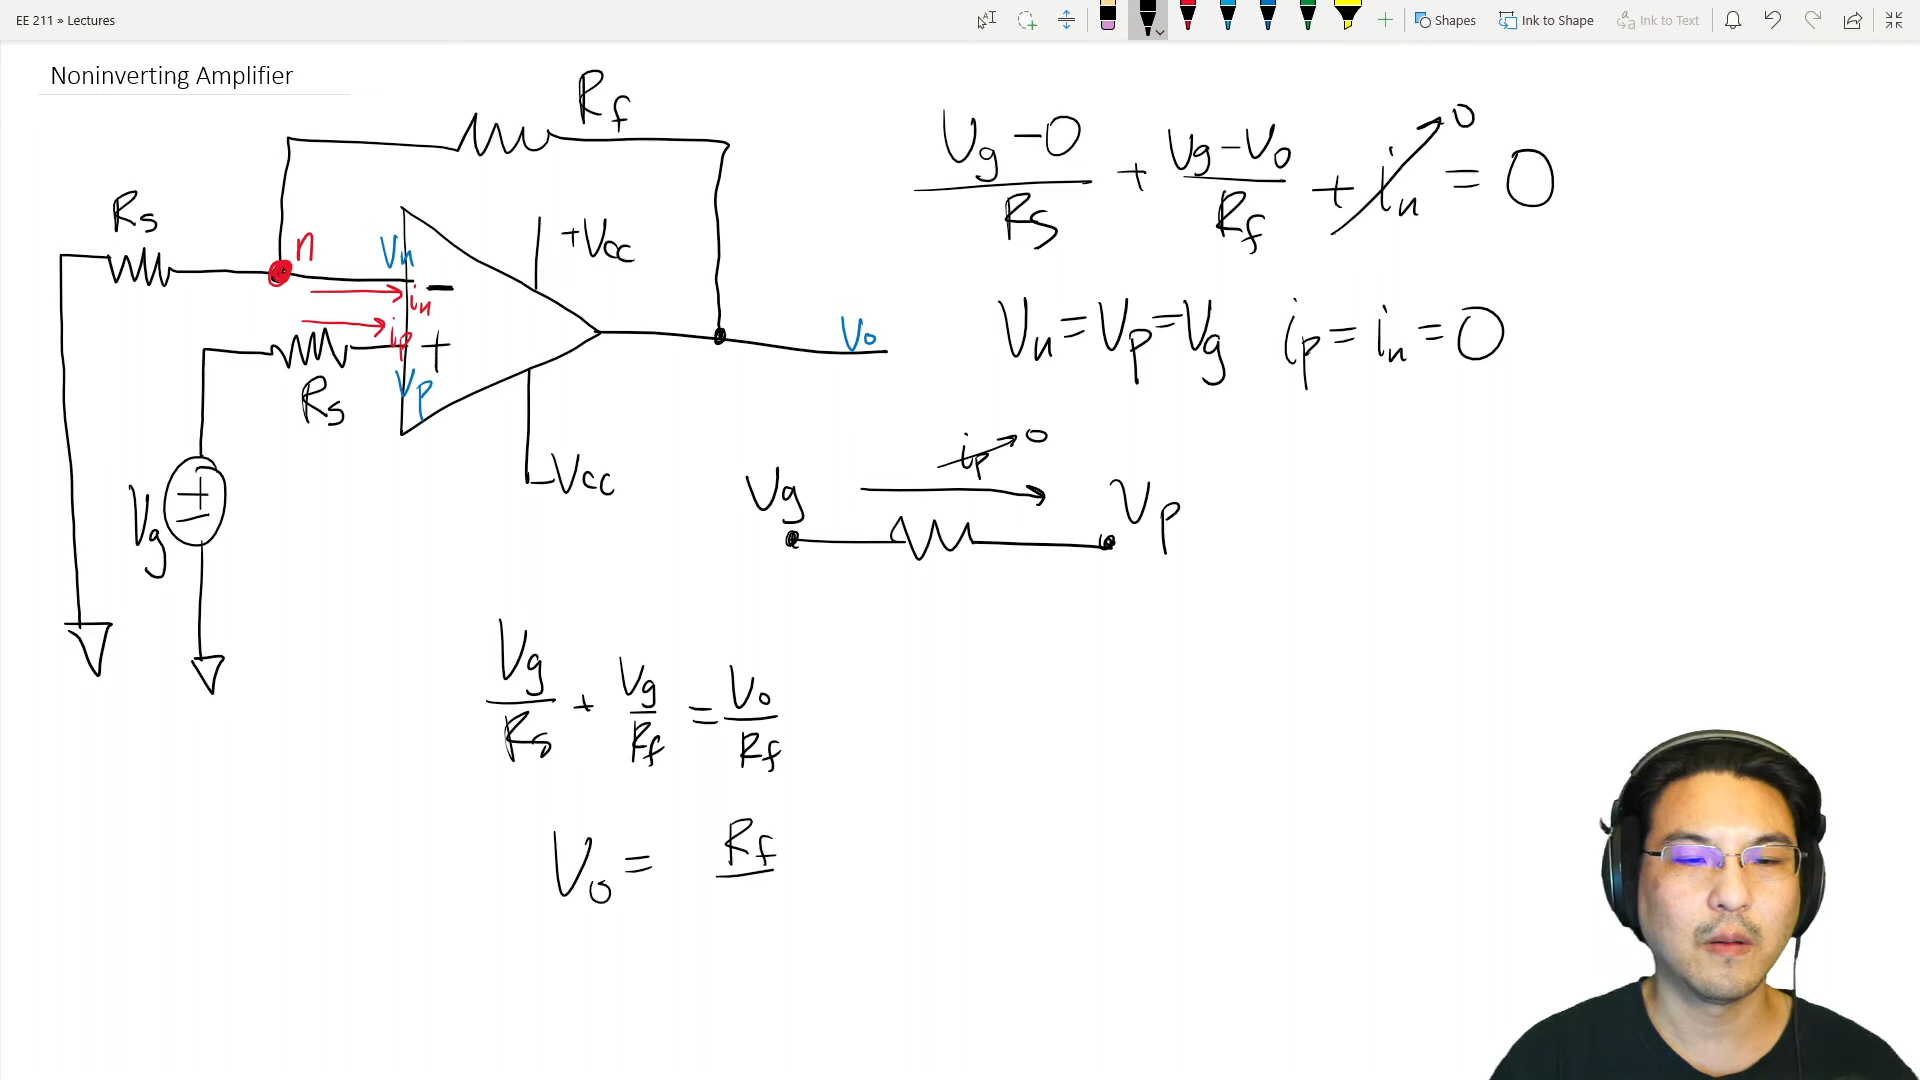 EE 211 » Lectures
Shapes
Ink to Shape
Ink to Text
Noninverting Amplifier
Rf
Rs
n
Vn
in
ip
Vp
Rs
+Vcc
-Vcc
Vo
Vg
+
−
+
−
(Vg − 0)/Rs + (Vg − Vo)/Rf + in → 0 = 0
Vn = Vp = Vg ip = in = 0
ip → 0
Vg Vp
Vg/Rs + Vg/Rf = Vo/Rf
Vo = Rf